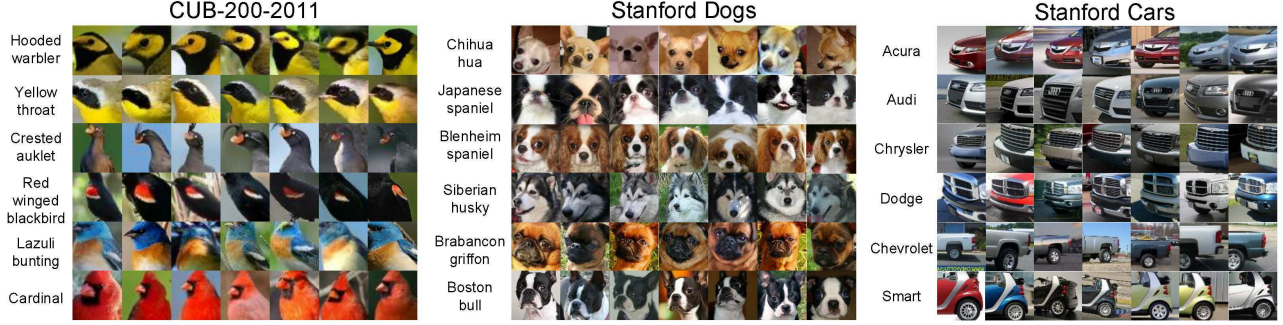 CUB-200-2011
Hooded
warbler
Yellow
throat
Crested
auklet
Red
winged
blackbird
Lazuli
bunting
Cardinal
Stanford Dogs
Chihua
hua
Japanese
spaniel
Blenheim
spaniel
Siberian
husky
Brabancon
griffon
Boston
bull
Stanford Cars
Acura
Audi
Chrysler
Dodge
Chevrolet
Smart